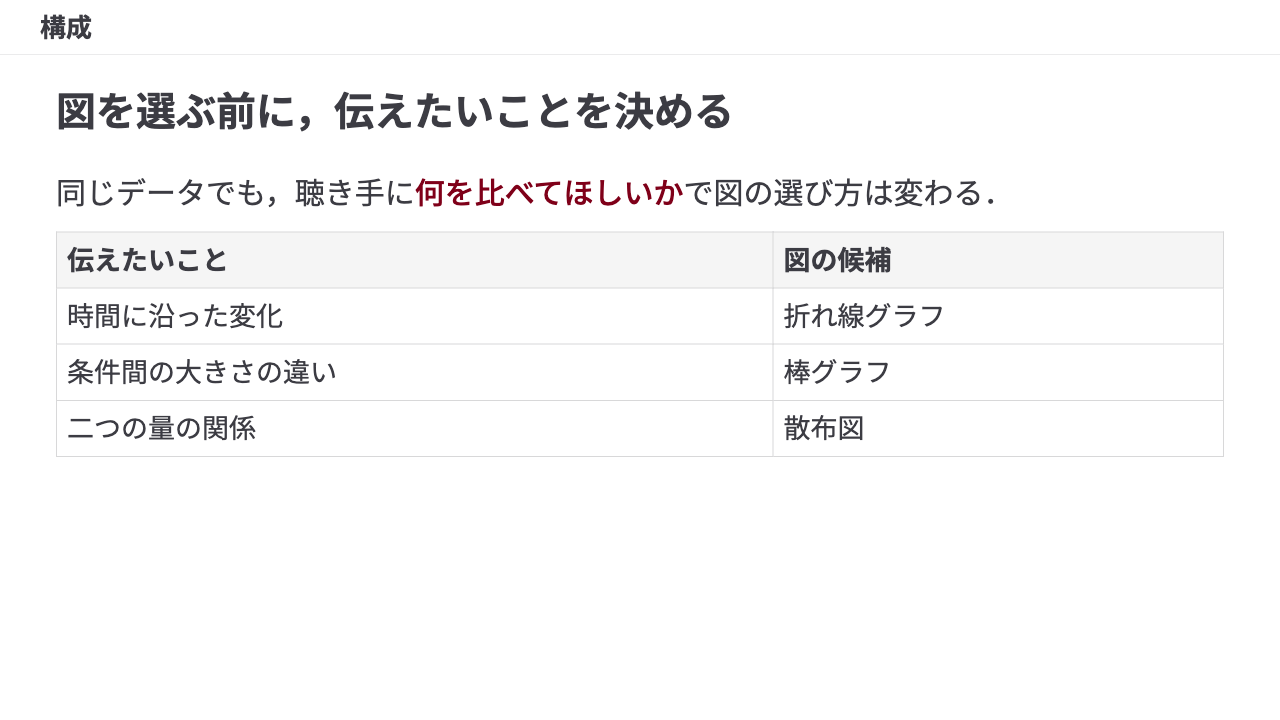 構成
図を選ぶ前に，伝えたいことを決める
同じデータでも，聴き手に何を比べてほしいかで図の選び方は変わる．
伝えたいこと 図の候補
時間に沿った変化 折れ線グラフ
条件間の大きさの違い 棒グラフ
二つの量の関係 散布図